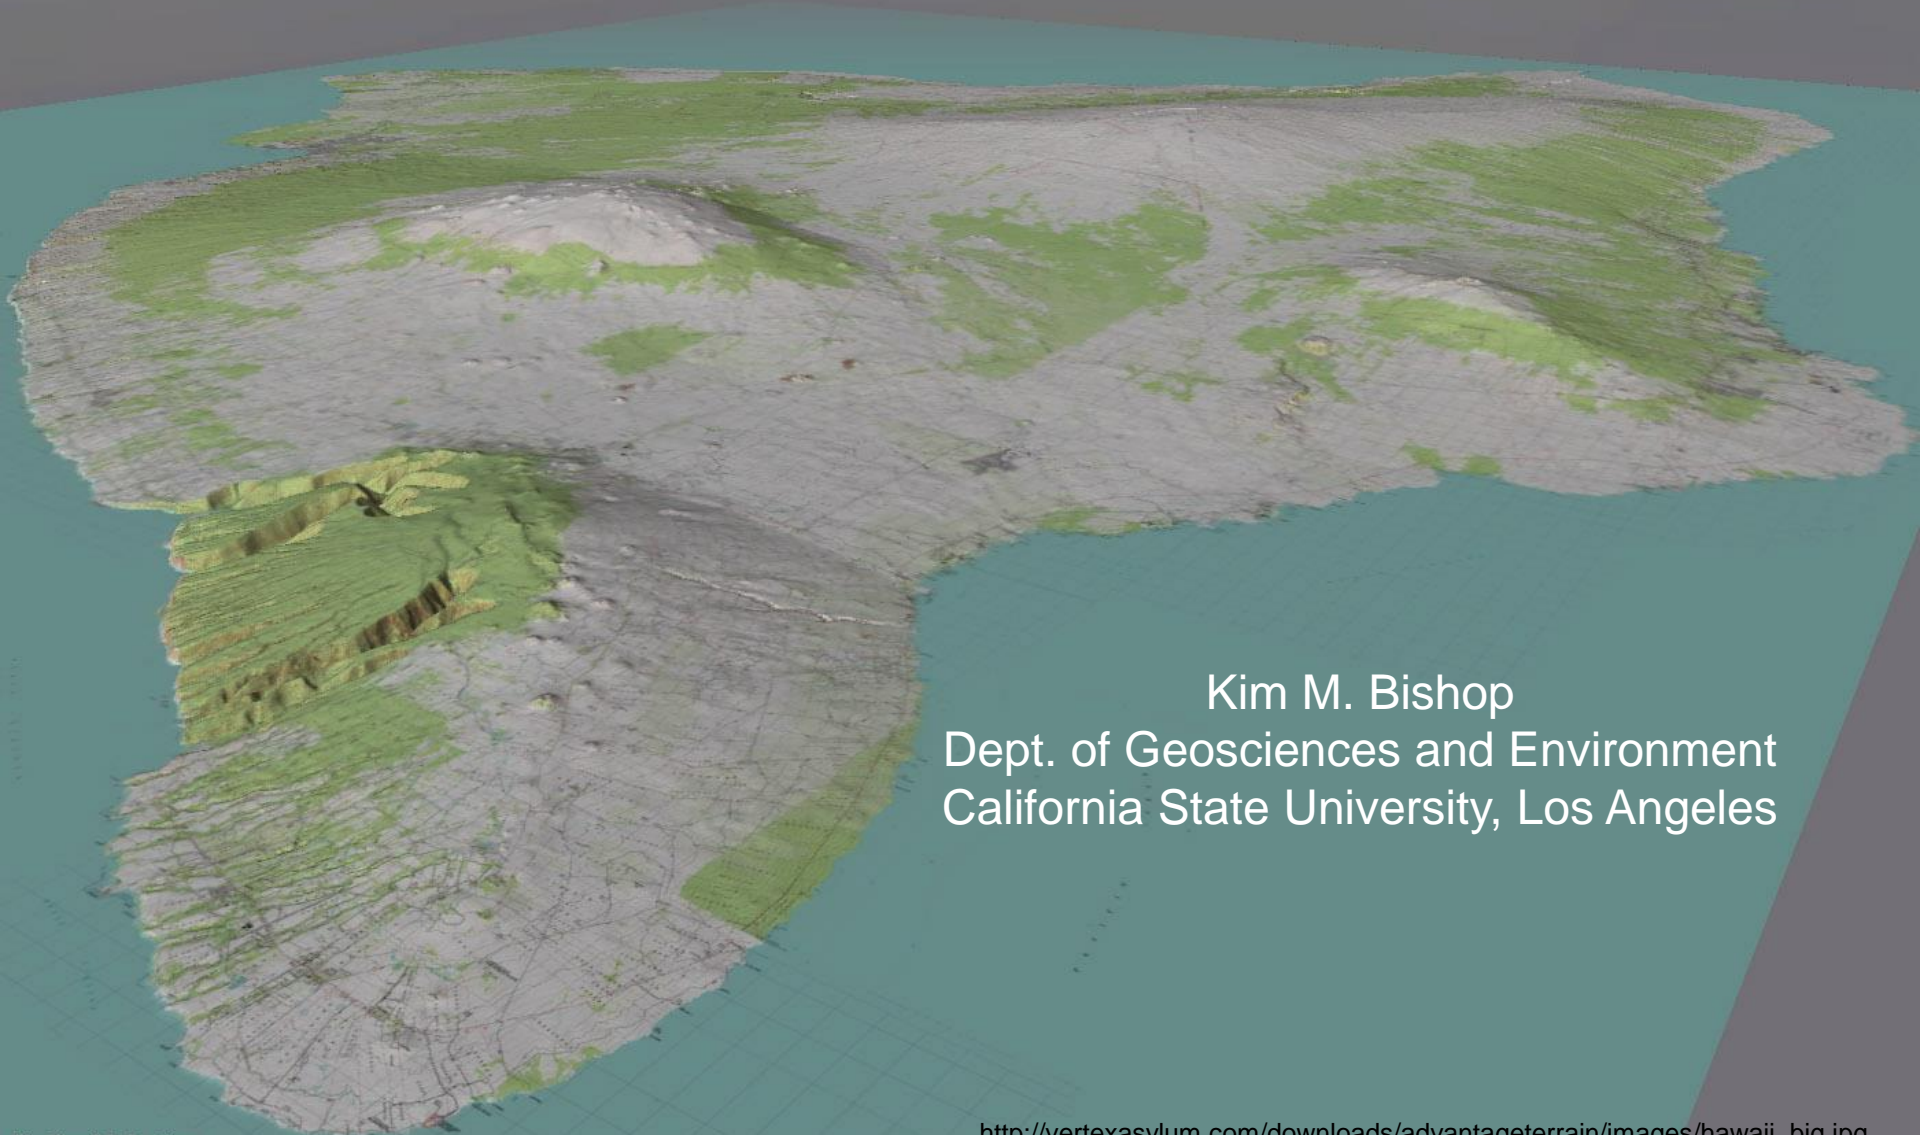 Kim M. Bishop
Dept. of Geosciences and Environment
California State University, Los Angeles
http://vertexasylum.com/downloads/advantageterrain/images/hawaii_big.jpg